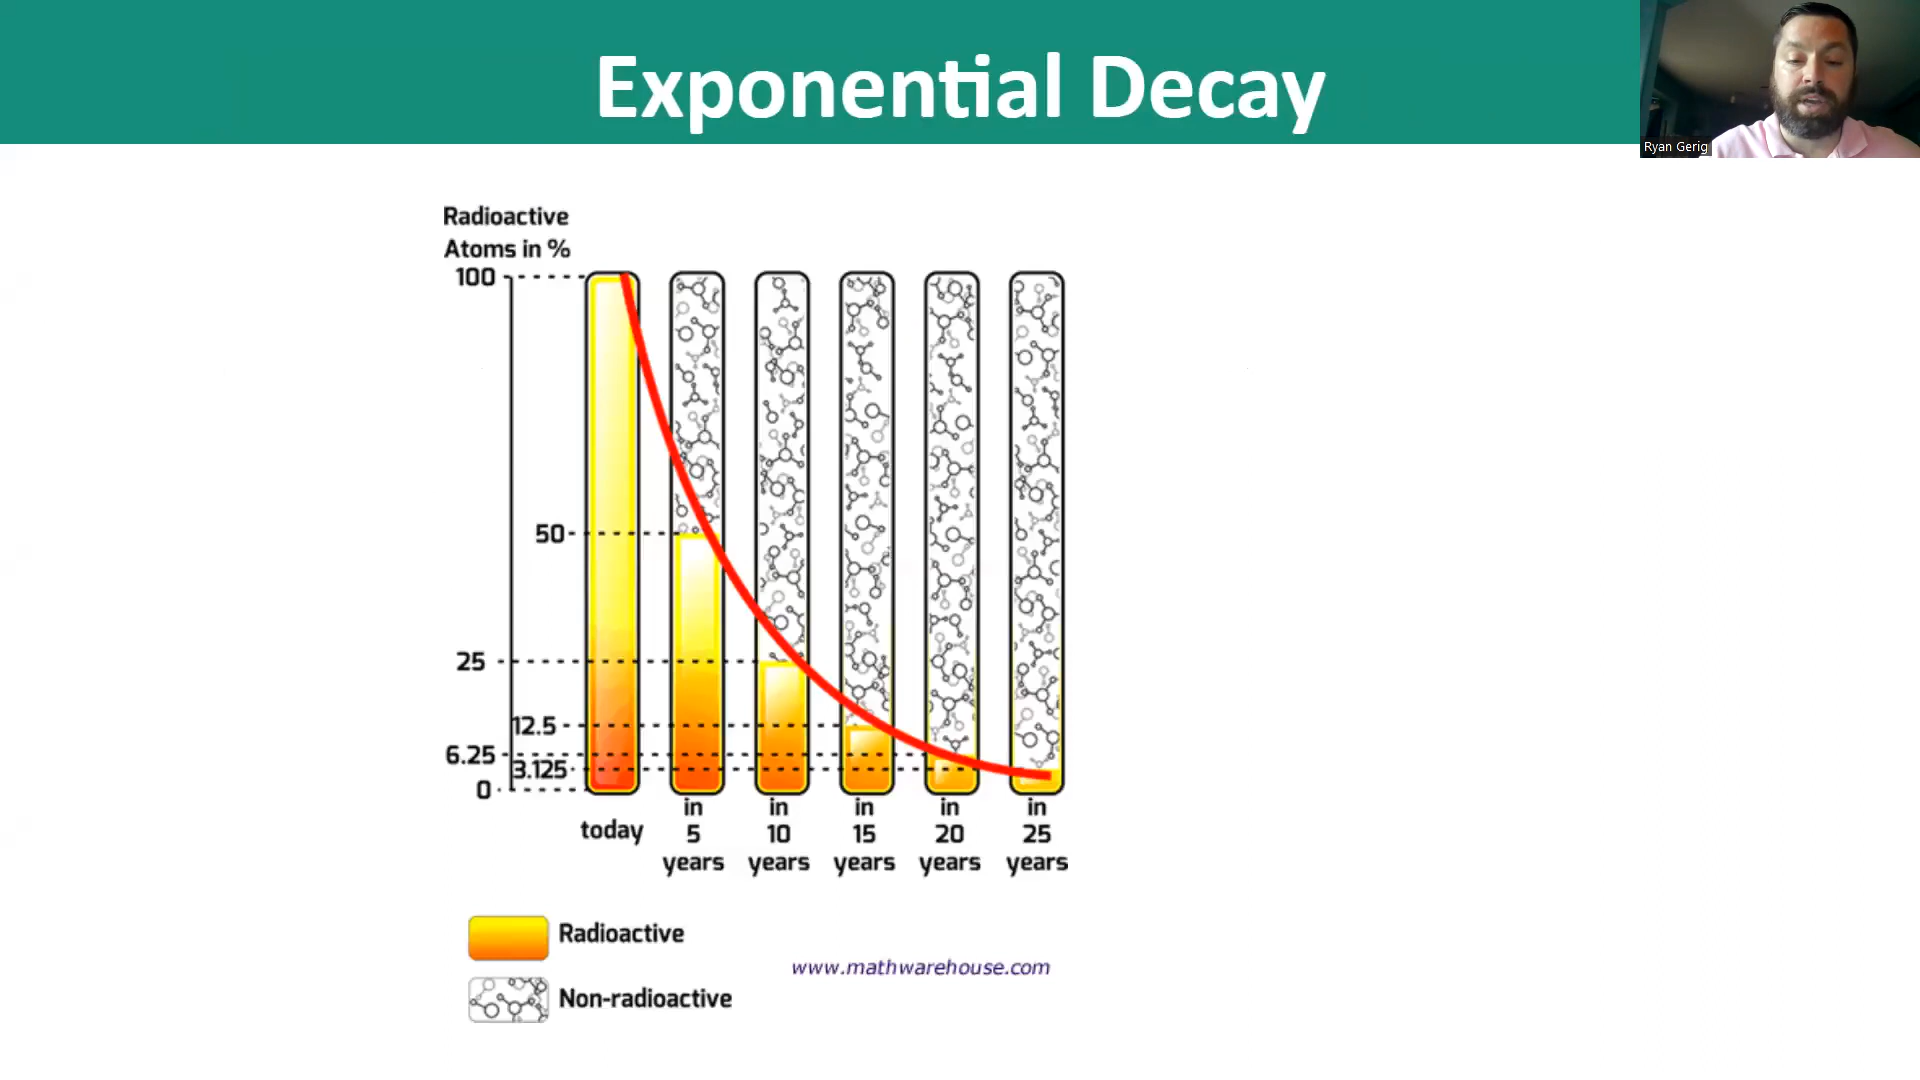 Exponential Decay
Ryan Gerig
Radioactive
Atoms in %
100
50
25
12.5
6.25
3.125
0
today
in
5
years
in
10
years
in
15
years
in
20
years
in
25
years
Radioactive
www.mathwarehouse.com
Non-radioactive